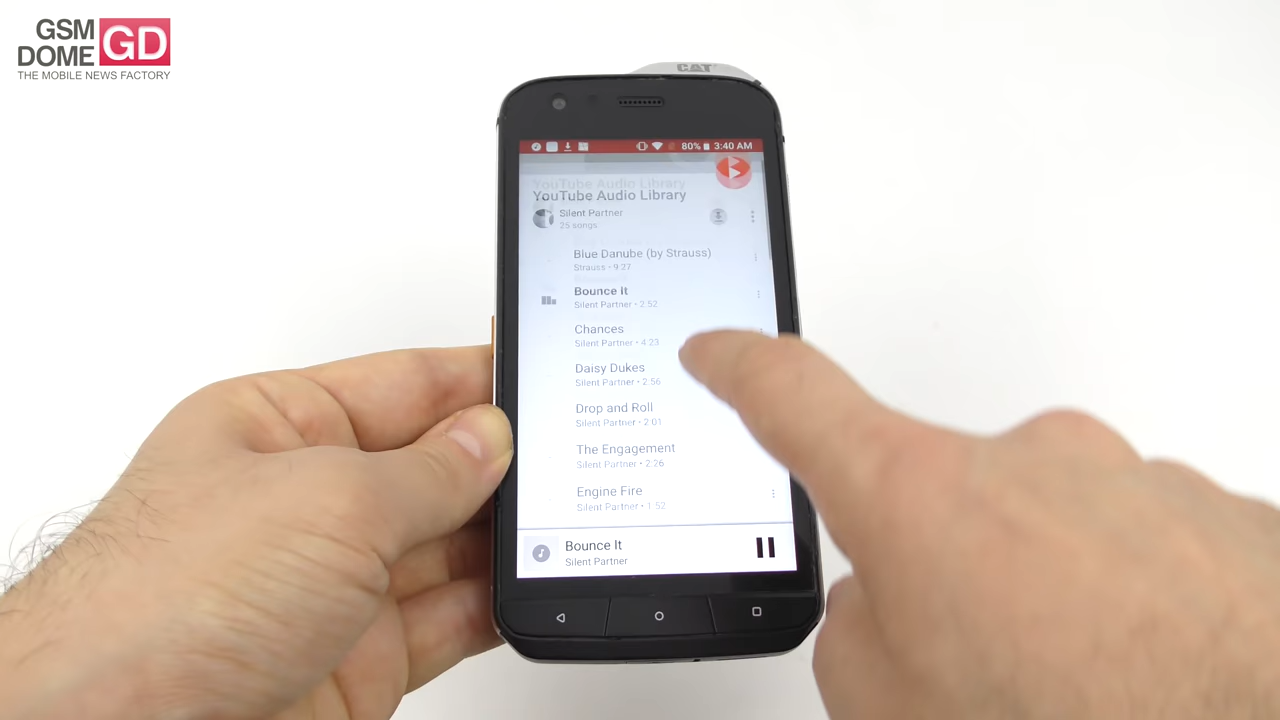 GSM
DOME GD
THE MOBILE NEWS FACTORY
CAT
80% 3:40 AM
YouTube Audio Library
YouTube Audio Library
Silent Partner
25 songs
Blue Danube (by Strauss)
Strauss • 9:27
Bounce It
Silent Partner • 2:52
Chances
Silent Partner • 4:23
Daisy Dukes
Silent Partner • 2:56
Drop and Roll
Silent Partner • 2:01
The Engagement
Silent Partner • 2:26
Engine Fire
Silent Partner • 1:52
Bounce It
Silent Partner